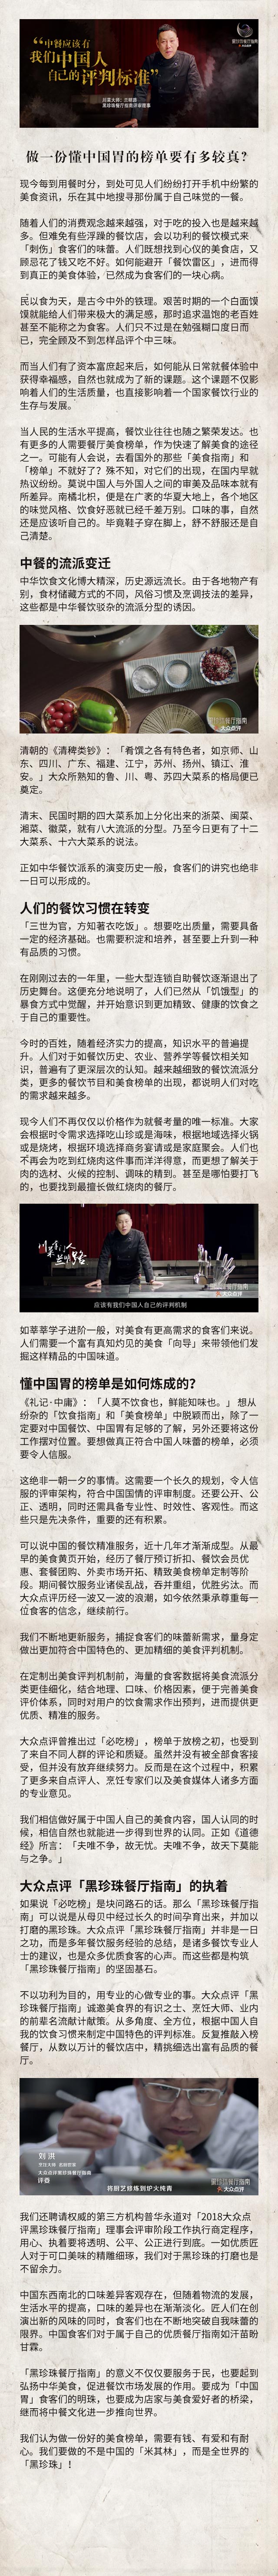 “中餐应该有
我们中国人
自己的评判标准”
黑珍珠餐厅指南
大众点评
做一份懂中国胃的榜单要有多较真?
现今每到用餐时分，到处可见人们纷纷打开手机中纷繁的
美食资讯，乐在其中地搜寻着那份属于自己味觉的一餐。
随着人们的消费观念越来越强，对于吃的投入也是越来越
多。但难免有些浮躁的餐饮店，会以功利的餐饮模式来
「刺伤」食客们的味蕾。人们既想找到心仪的美食店，又
顾忌花了钱又吃不好。如何能避开「餐饮雷区」，进而得
到真正的美食体验，已然成为食客们的一块心病。
民以食为天，是古今中外的铁理。艰苦时期的一个白面馍
馍就能给人们带来极大的满足感，那时追求温饱的老百姓
甚至不能称之为食客。人们只不过是在勉强糊口度日而
已，完全顾及不到怎样品评个中三味。
而当人们有了资本富庶起来后，如何能从日常就餐体验中
获得幸福感，自然也就成为了新的课题。这个课题不仅影
响着人们的生活质量，也直接影响着一个国家餐饮行业的
生存与发展。
当人民的生活水平提高，餐饮业往往也随之繁荣发达。也
有更多的人需要餐厅美食榜单，作为快速了解美食的途径
之一。可能有人会说，去看国外的那些「美食指南」和
「榜单」不就好了？殊不知，对它们的出现，在国内早就
热议纷纷。莫说中国人与外国人之间的审美及品味本就有
所差异。南橘北枳，便是在广袤的华夏大地上，各个地区
的味觉风格、饮食好恶就已经千差万别。口味的事，自然
还是应该听自己的。毕竟鞋子穿在脚上，舒不舒服还是自
己清楚。
中餐的流派变迁
中华饮食文化博大精深，历史源远流长。由于各地物产有
别，食材储藏方式的不同，风俗习惯及烹调技法的差异，
这些都是中华餐饮驳杂的流派分型的诱因。
黑珍珠餐厅指南
大众点评
清朝的《清稗类钞》：「肴馔之各有特色者，如京师、山
东、四川、广东、福建、江宁，苏州、扬州、镇江、淮
安。」大众所熟知的鲁、川、粤、苏四大菜系的格局便已
奠定。
清末、民国时期的四大菜系加上分化出来的浙菜、闽菜、
湘菜、徽菜，就有八大流派的分型。乃至今日更有了十二
大菜系、十六大菜系的说法。
正如中华餐饮派系的演变历史一般，食客们的讲究也绝非
一日可以形成的。
人们的餐饮习惯在转变
「三世为官，方知著衣吃饭」。想要吃出质量，需要具备
一定的经济基础。也需要积淀和培养，甚至要上升到一种
有品质的习惯。
在刚刚过去的一年里，一些大型连锁自助餐饮逐渐退出了
历史舞台。这便充分地说明了，人们已然从「饥饿型」的
暴食方式中觉醒，并开始意识到更加精致、健康的饮食之
于自己的重要性。
今时的百姓，随着经济实力的提高，知识水平的普遍提
升。人们对于如餐饮历史、农业、营养学等餐饮相关知
识，普遍有了更深层次的认知。越来越细致的餐饮流派分
类，更多的餐饮节目和美食榜单的出现，都说明人们对吃
的需求越来越多。
现今人们不再仅仅以价格作为就餐考量的唯一标准。大家
会根据时令需求选择吃山珍或是海味，根据地域选择火锅
或是烧烤，根据环境选择商务宴请或是家庭聚会。人们也
不再会为吃到红烧肉这件事而洋洋得意，而更想了解关于
肉的选材、火候的控制、调味的精到。甚至是哪怕要打飞
的，也要找到最擅长做红烧肉的餐厅。
应该有我们中国人自己的评判机制
如莘莘学子进阶一般，对美食有更高需求的食客们来说。
人们需要一个富有真知灼见的美食「向导」来带领他们发
掘这样精品的中国味道。
懂中国胃的榜单是如何炼成的？
《礼记·中庸》：「人莫不饮食也，鲜能知味也。」 想从
纷杂的「饮食指南」和「美食榜单」中脱颖而出，除了一
定要对中国餐饮、中国胃有足够的了解，另外还要将这份
工作摆对位置。要想做真正符合中国人味蕾的榜单，必须
要令人信服。
这绝非一朝一夕的事情。这需要一个长久的规划，令人信
服的评审架构，符合中国国情的评审制度。还要公开、公
正、透明，同时还需具备专业性、时效性、客观性。而这
些只是先决条件，重要的还有积累。
可以说中国的餐饮精准服务，近十几年才渐渐成型。从最
早的美食黄页开始，经历了餐厅预订折扣、餐饮会员优
惠、套餐团购、外卖市场开拓、精致美食榜单定制等阶
段。期间餐饮服务业诸侯乱战，吞并重组，优胜劣汰。而
大众点评历经一波又一波的浪潮，如今依然秉承尊重每一
位食客的信念，继续前行。
我们不断地更新服务，捕捉食客们的味蕾新需求，量身定
做出更加符合中国特色的、更加精细的美食评判机制。
在定制出美食评判机制前，海量的食客数据将美食流派分
类更佳细化，结合地理、口味、价格因素，便于完善美食
评价体系，同时对用户的饮食需求作出预判，进而提供更
优质、精准的服务。
大众点评曾推出过「必吃榜」，榜单于放榜之初，也受到
了来自不同人群的评论和质疑。虽然并没有被全部食客接
受，但并没有放弃继续努力。反而是在这个过程中，积累
了更多来自点评人、烹饪专家们以及美食媒体人诸多方面
的专业意见。
我们相信做好属于中国人自己的美食内容，国人认同的时
候，相信自然也就能进一步得到世界的认同。正如《道德
经》所言：「夫唯不争，故无忧。夫唯不争，故天下莫能
与之争。」
大众点评「黑珍珠餐厅指南」的执着
如果说「必吃榜」是块问路石的话。那么「黑珍珠餐厅指
南」可以说是从母贝中经过长久的时间孕育出来，并加以
打磨的黑珍珠。大众点评「黑珍珠餐厅指南」并非是一日
之功，而是多年餐饮服务经验的总结，是诸多餐饮专业人
士的建议，也是众多优质食客的心声。而这些都是构筑
「黑珍珠餐厅指南」的坚固基石。
不以功利为目的，用专业的心做专业的事。大众点评「黑
珍珠餐厅指南」诚邀美食界的有识之士、烹饪大师、业内
的前辈名流献计献策。从多角度、全方位，根据中国人自
我的饮食习惯来制定中国特色的评判标准。反复推敲入榜
餐厅，从数以万计的餐饮店中，精挑细选出富有品质的餐
厅。
刘 洪
评委
将厨艺修炼到炉火纯青
黑珍珠餐厅指南
大众点评
我们还聘请权威的第三方机构普华永道对「2018大众点
评黑珍珠餐厅指南」理事会评审阶段工作执行商定程序，
用心、执着要将透明、公平、公正进行到底。一如优质匠
人对于可口美味的精雕细琢，我们对于黑珍珠的打磨也是
不留余力。
中国东西南北的口味差异客观存在，但随着物流的发展，
生活水平的提高，口味的差异也在渐渐淡化。匠人们在创
演出新的风味的同时，食客们也在不断地突破自我味蕾的
界限。中国食客们对于属于自己的优质餐厅指南如汗苗盼
甘霖。
「黑珍珠餐厅指南」的意义不仅仅要服务于民，也要起到
弘扬中华美食，促进餐饮市场发展的作用。要成为「中国
胃」食客们的明珠，也要成为店家与美食爱好者的桥梁，
继而将中餐文化进一步推向世界。
我们认为做一份好的美食榜单，需要有钱、有爱和有耐
心。我们要做的不是中国的「米其林」，而是全世界的
「黑珍珠」！